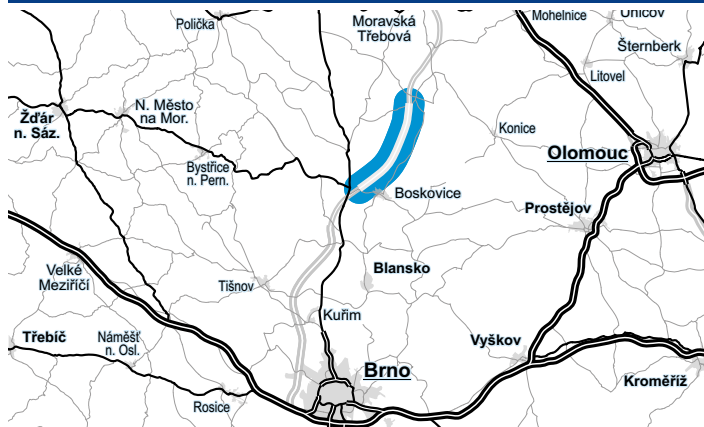 Polička
Moravská
Třebová
Mohelnice
Uničov
Šternberk
Litovel
Žďár
n. Sáz.
N. Město
na Mor.
Konice
Olomouc
Bystřice
n. Pern.
Boskovice
Prostějov
Velké
Meziříčí
Tišnov
Blansko
Kuřim
Třebíč
Náměšť
n. Osl.
Vyškov
Brno
Kroměříž
Rosice